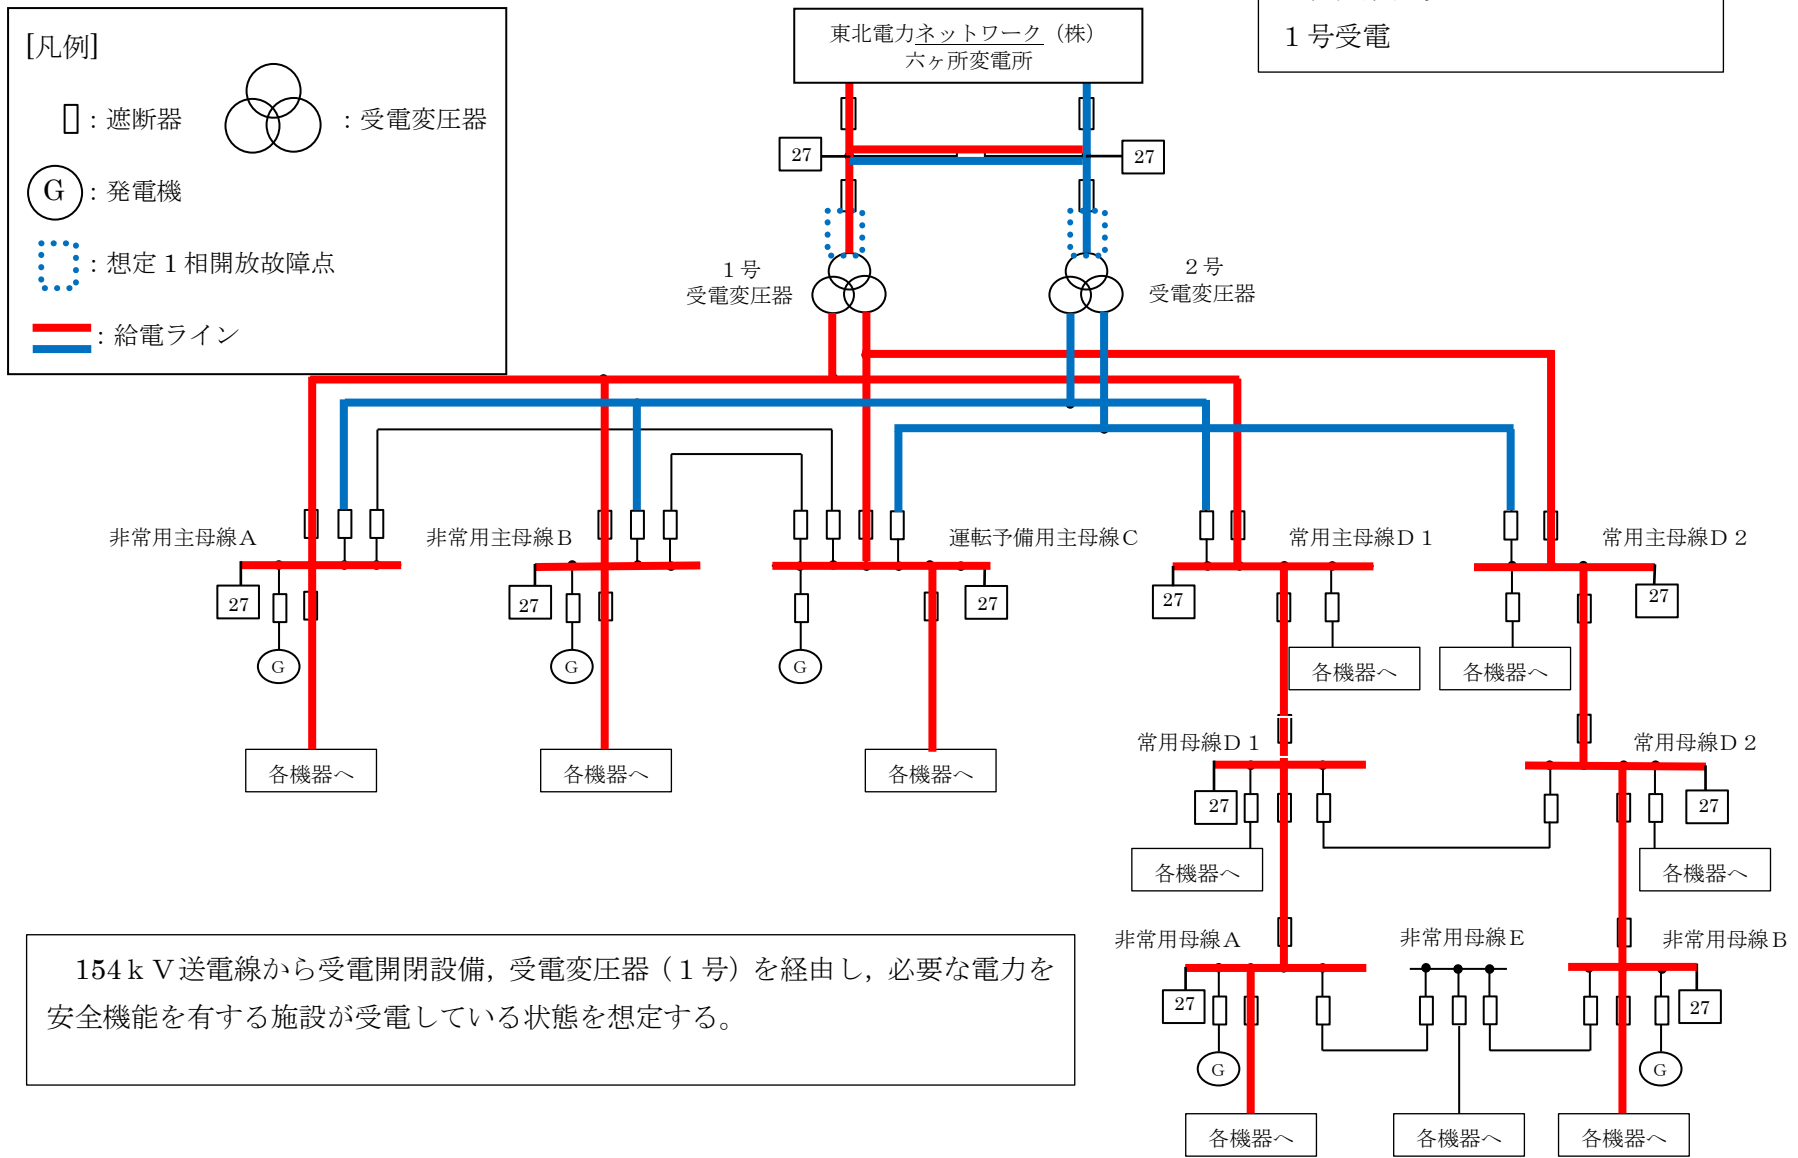 [凡例]
：遮断器
：受電変圧器
G
：発電機
：想定１相開放故障点
：給電ライン
東北電力ネットワーク（株）
六ヶ所変電所
１号受電
27
27
１号
受電変圧器
２号
受電変圧器
非常用主母線Ａ
非常用主母線Ｂ
運転予備用主母線Ｃ
常用主母線Ｄ１
常用主母線Ｄ２
27
27
27
27
27
G
G
G
各機器へ
各機器へ
常用母線Ｄ１
常用母線Ｄ２
各機器へ
各機器へ
各機器へ
27
27
各機器へ
各機器へ
非常用母線Ａ
非常用母線Ｅ
非常用母線Ｂ
27
27
G
G
各機器へ
各機器へ
各機器へ
154ｋＶ送電線から受電開閉設備，受電変圧器（１号）を経由し，必要な電力を
安全機能を有する施設が受電している状態を想定する。